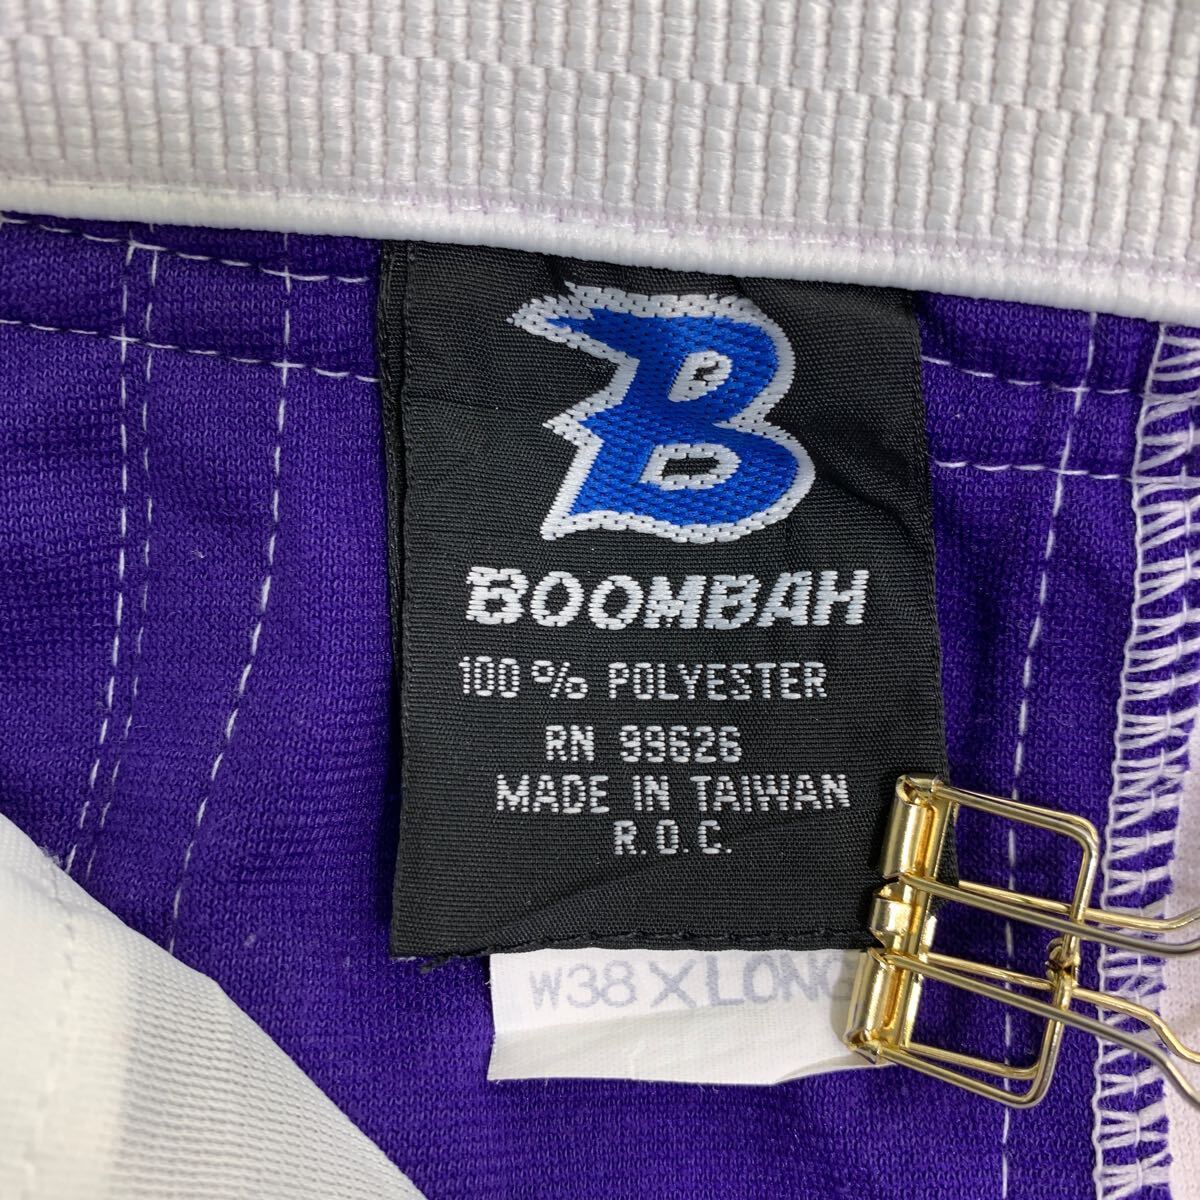 B
BOOMBAH
100% POLYESTER
RN 99626
MADE IN TAIWAN
R.O.C.
W38 X LONG